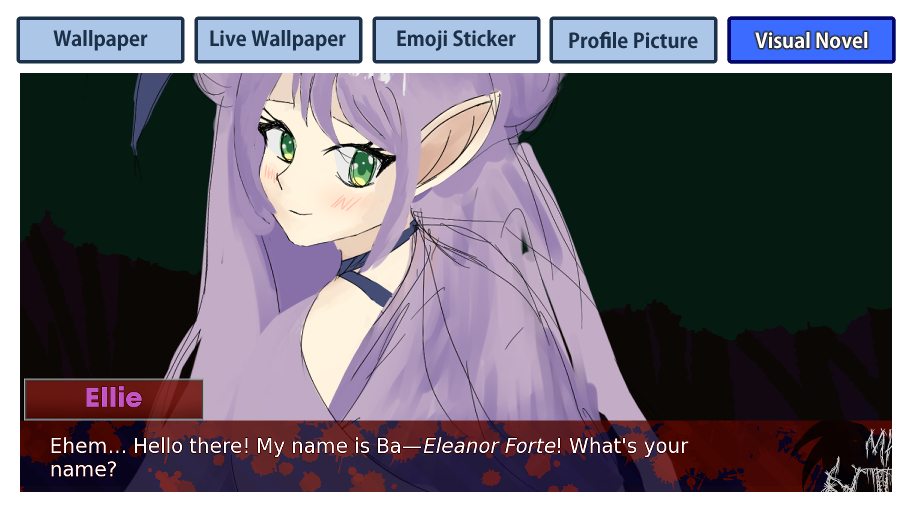 Wallpaper
Live Wallpaper
Emoji Sticker
Profile Picture
Visual Novel
Ellie
Ehem... Hello there! My name is Ba—Eleanor Forte! What's your
name?